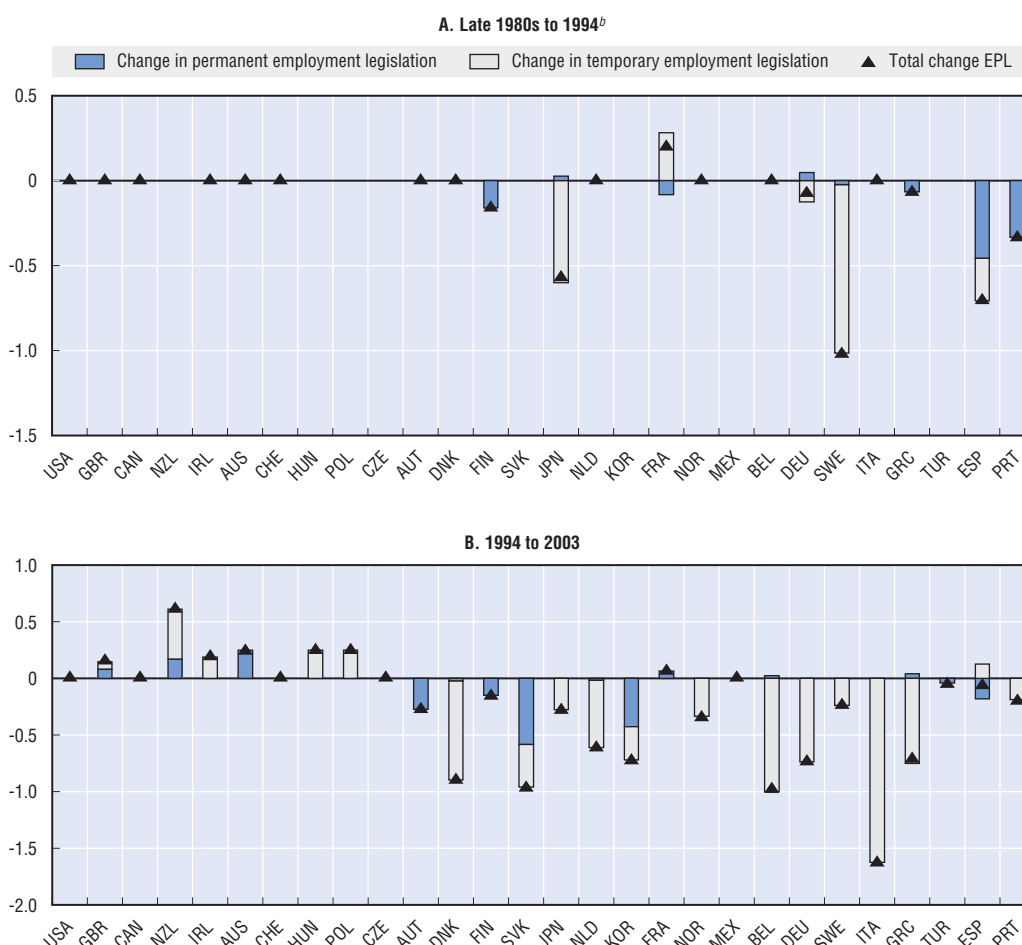 A. Late 1980s to 1994b
Change in permanent employment legislation Change in temporary employment legislation Total change EPL
0.5
0
-0.5
-1.0
-1.5
USA GBR CAN NZL IRL AUS CHE HUN POL CZE AUT DNK FIN SVK JPN NLD KOR FRA NOR MEX BEL DEU SWE ITA GRC TUR ESP PRT
B. 1994 to 2003
1.0
0.5
0
-0.5
-1.0
-1.5
-2.0
USA GBR CAN NZL IRL AUS CHE HUN POL CZE AUT DNK FIN SVK JPN NLD KOR FRA NOR MEX BEL DEU SWE ITA GRC TUR ESP PRT